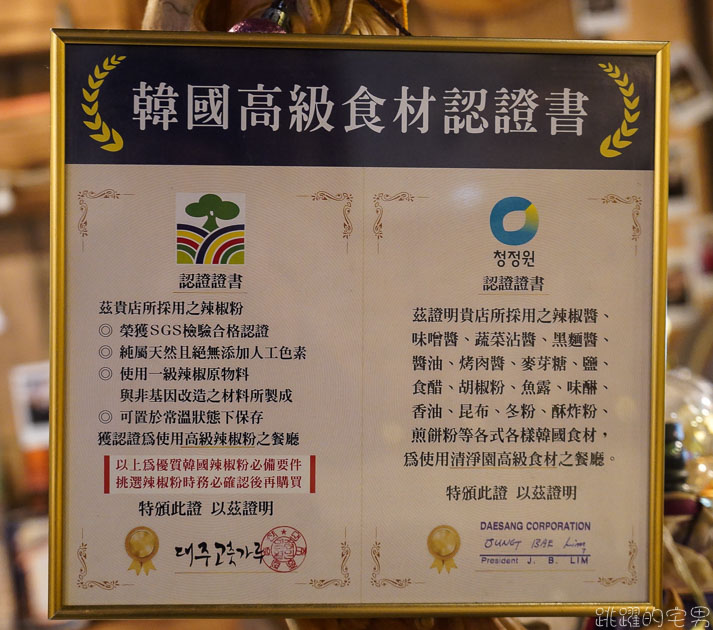 韓國高級食材認證書
認證證書
茲貴店所採用之辣椒粉
◎ 榮獲SGS檢驗合格認證
◎ 純屬天然且絕無添加人工色素
◎ 使用一級辣椒原物料
與非基因改造之材料所製成
◎ 可置於常溫狀態下保存
獲認證爲使用高級辣椒粉之餐廳
以上爲優質韓國辣椒粉必備要件
挑選辣椒粉時務必確認後再購買
特頒此證 以茲證明
대주고춧가루
청정원
認證證書
茲證明貴店所採用之辣椒醬、
味噌醬、蔬菜沾醬、黑麵醬、
醬油、烤肉醬、麥芽糖、鹽、
食醋、胡椒粉、魚露、味醂、
香油、昆布、冬粉、酥炸粉、
煎餅粉等各式各樣韓國食材，
爲使用清淨園高級食材之餐廳。
特頒此證 以茲證明
DAESANG CORPORATION
JUNGT BAE Lim
President J. B. LIM
跳躍的宅男